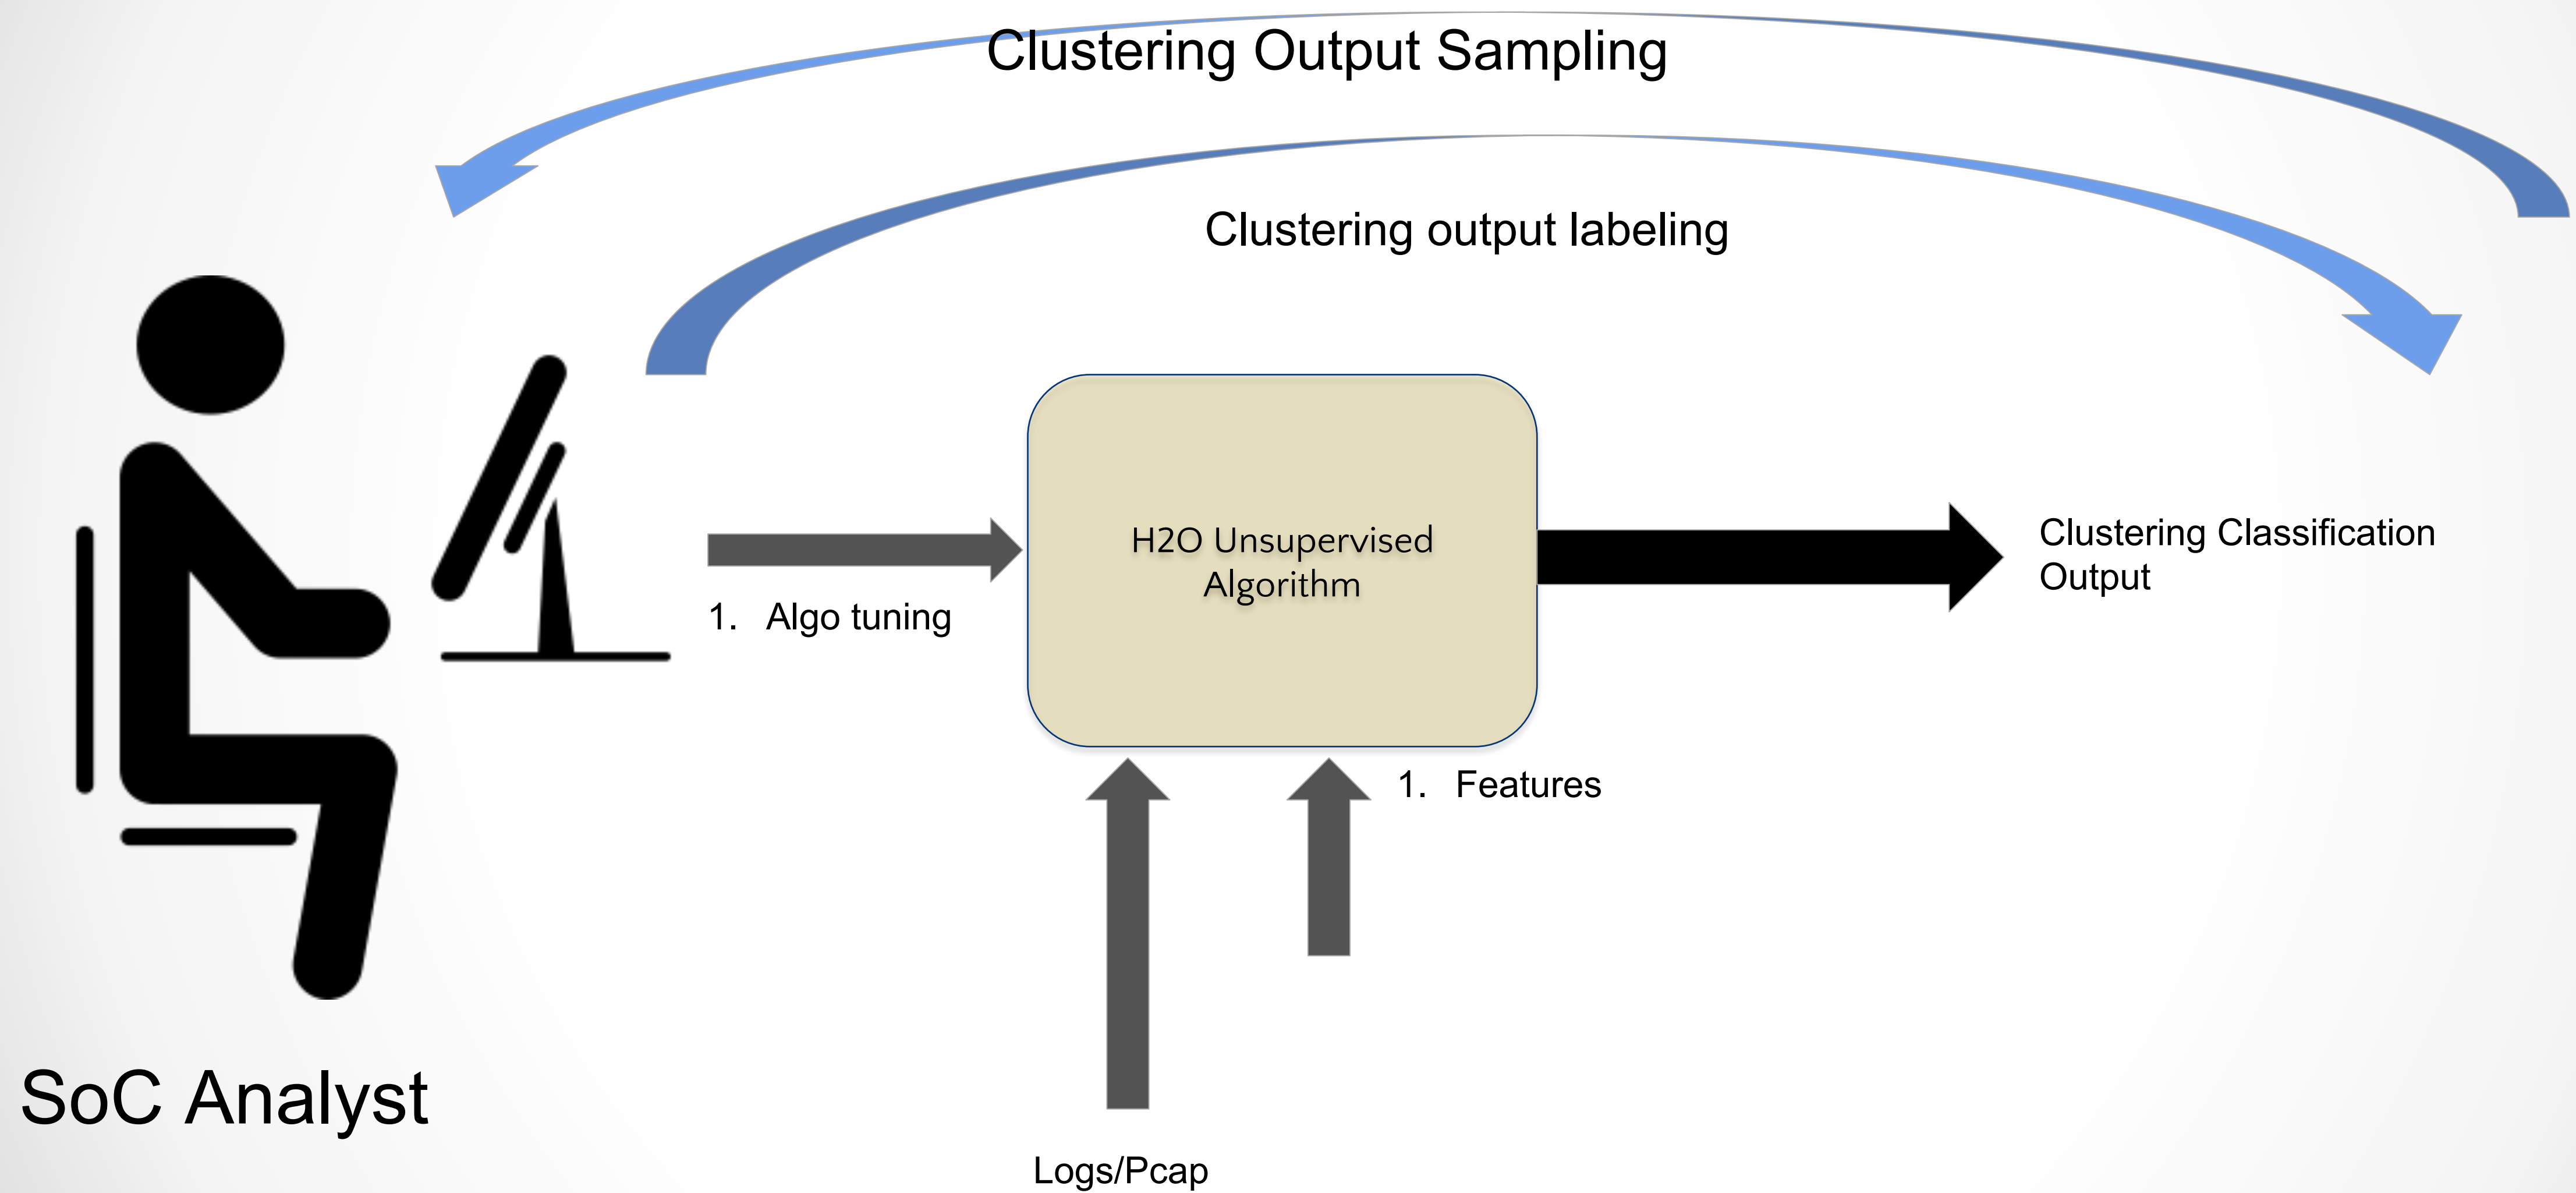 Clustering Output Sampling
Clustering output labeling
H2O Unsupervised
Algorithm
Clustering Classification
Output
1. Algo tuning
1. Features
SoC Analyst
Logs/Pcap